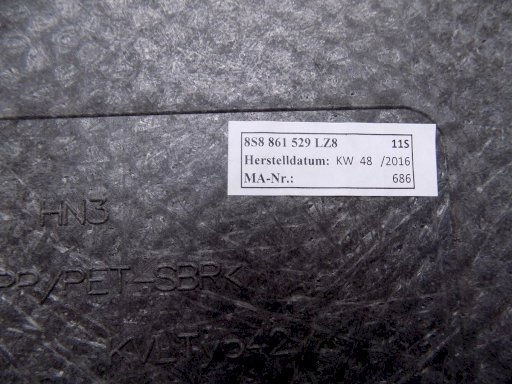 8S8 861 529 LZ8 11S
Herstelldatum: KW 48 /2016
MA-Nr.: 686
HN3
PP/PET-SBRK